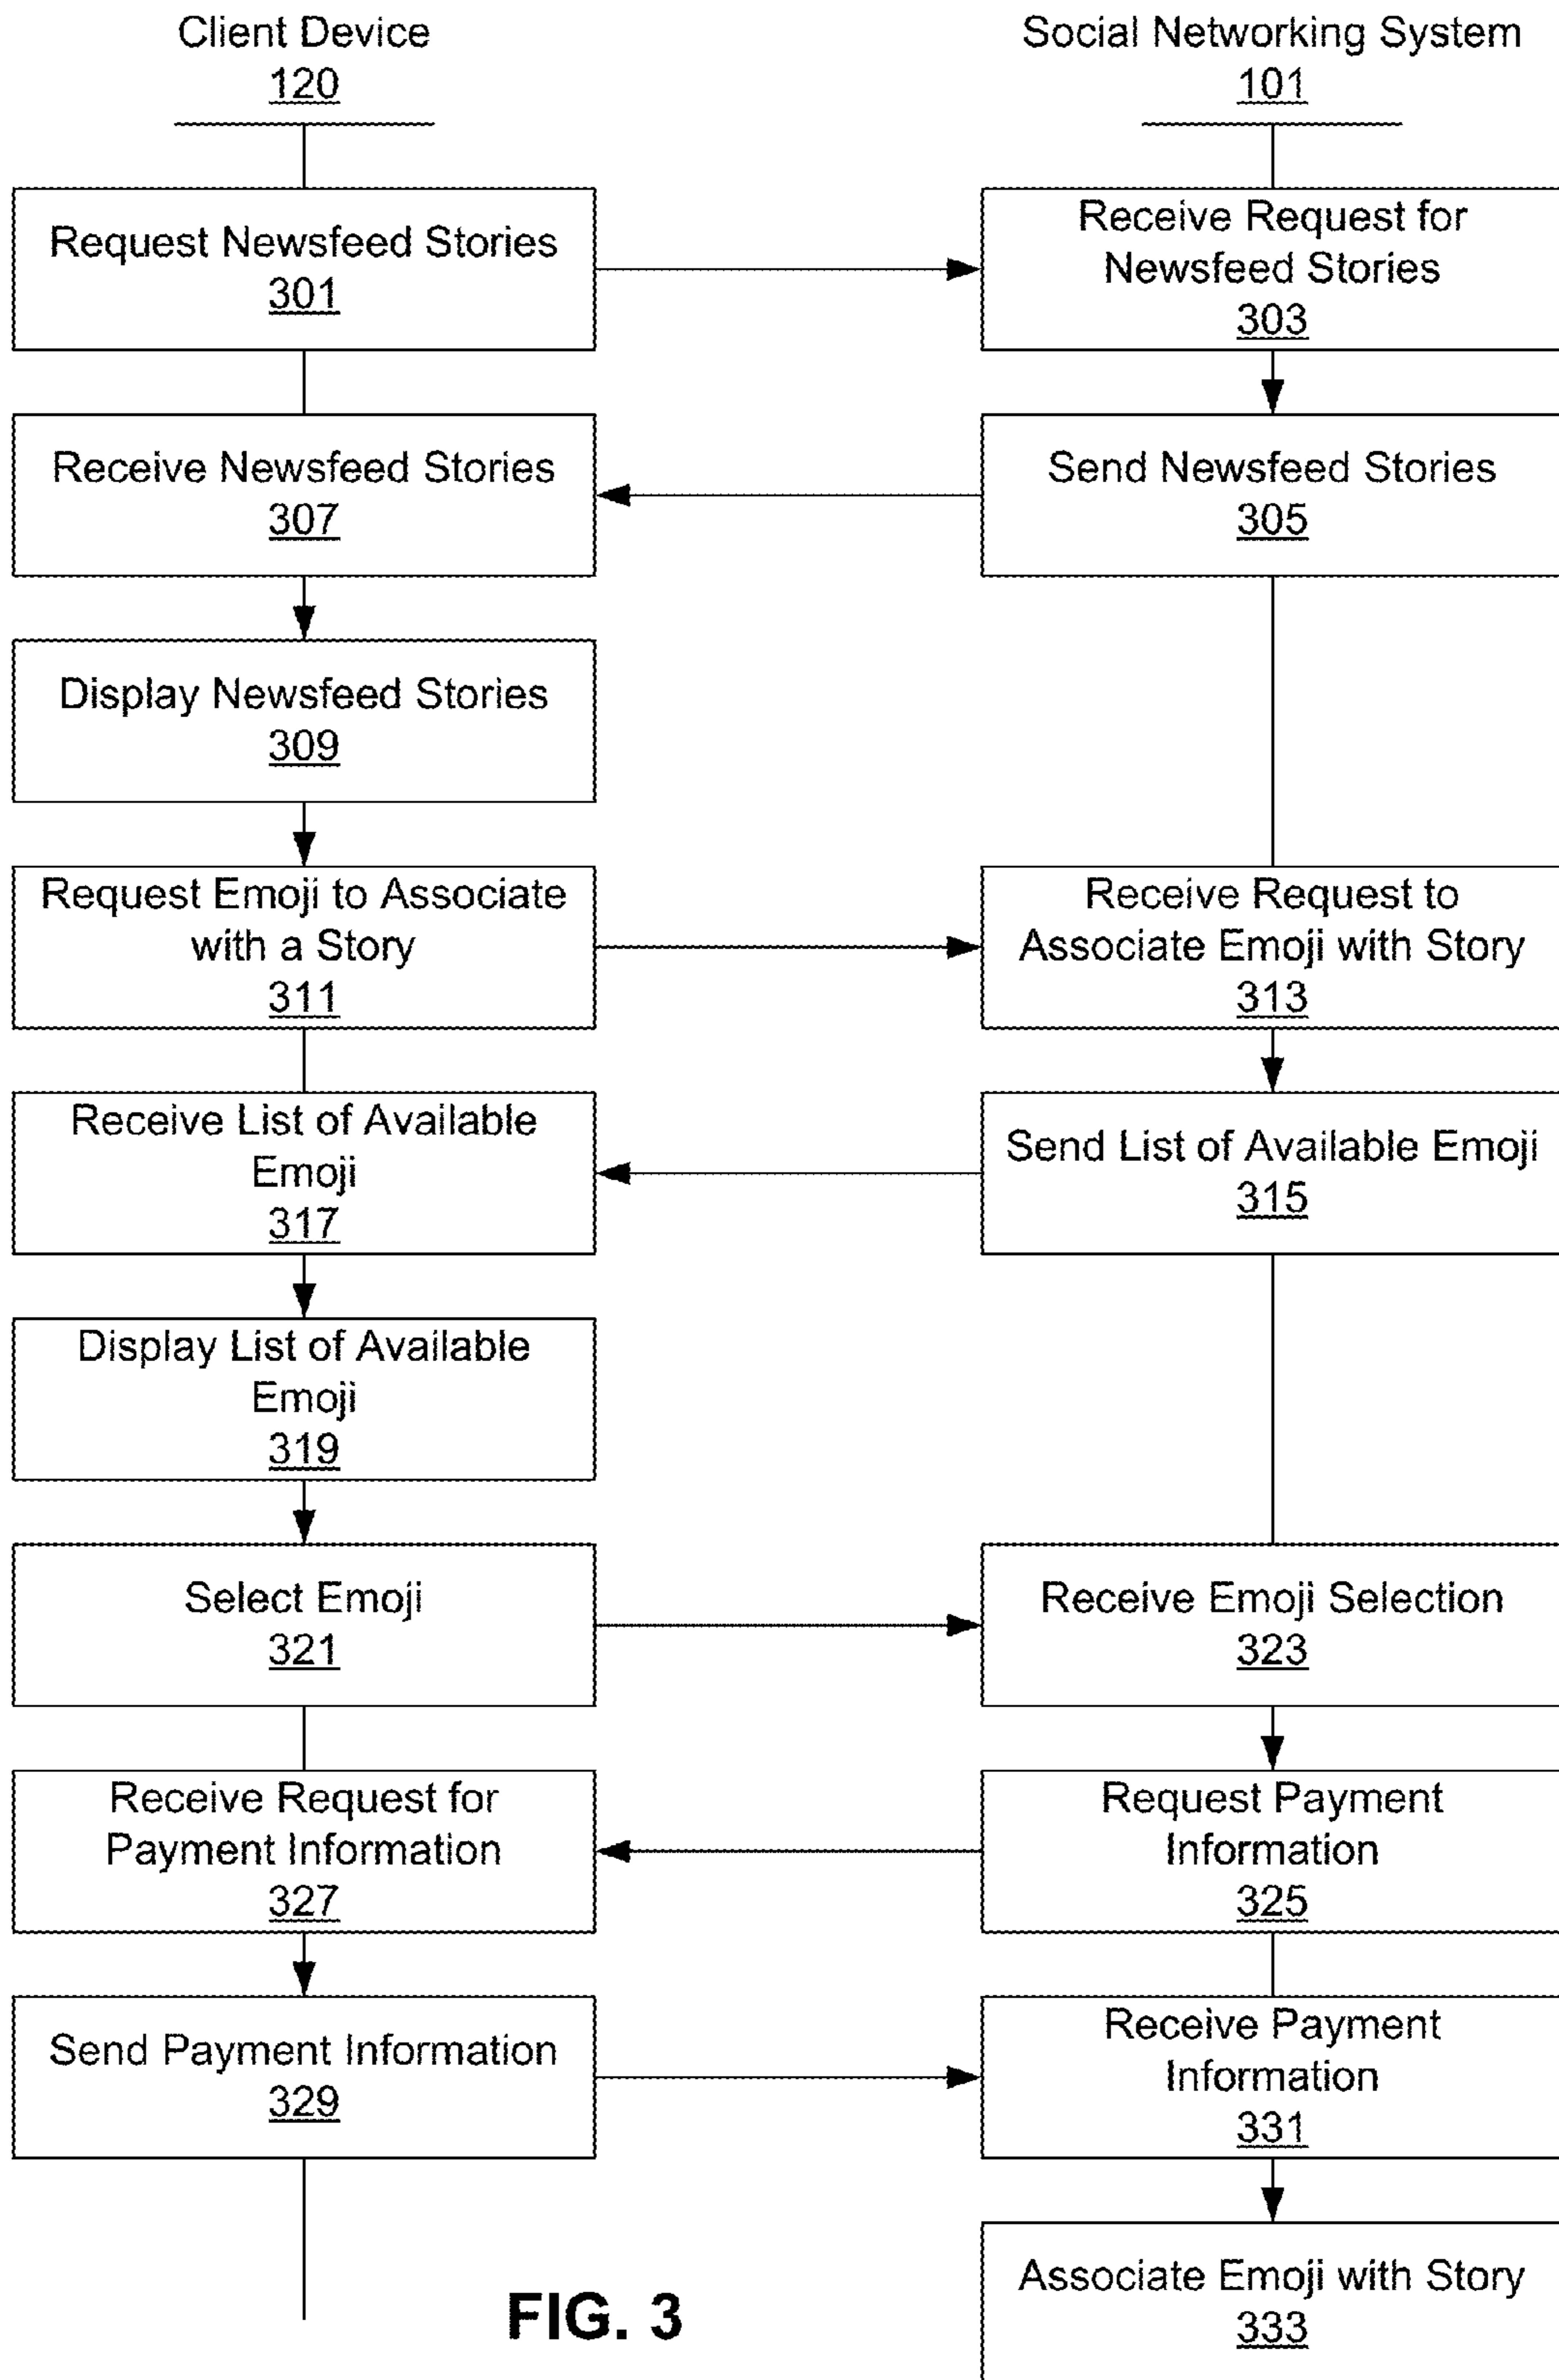 Client Device
120
Social Networking System
101
Request Newsfeed Stories
301
Receive Request for
Newsfeed Stories
303
Receive Newsfeed Stories
307
Send Newsfeed Stories
305
Display Newsfeed Stories
309
Request Emoji to Associate
with a Story
311
Receive Request to
Associate Emoji with Story
313
Receive List of Available
Emoji
317
Send List of Available Emoji
315
Display List of Available
Emoji
319
Select Emoji
321
Receive Emoji Selection
323
Receive Request for
Payment Information
327
Request Payment
Information
325
Send Payment Information
329
Receive Payment
Information
331
Associate Emoji with Story
333
FIG. 3